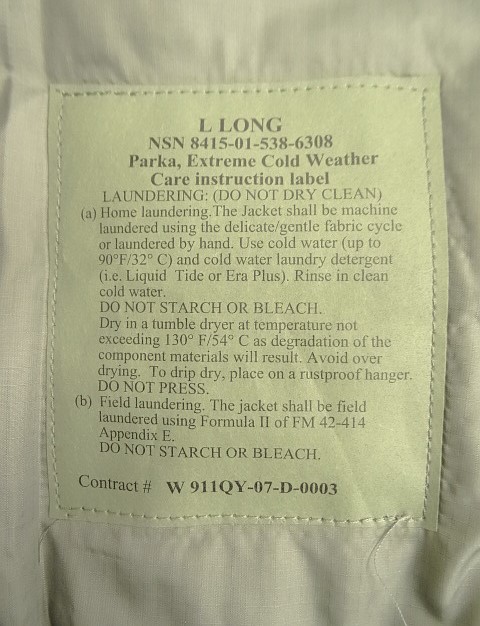 L LONG
NSN 8415-01-538-6308
Parka, Extreme Cold Weather
Care instruction label
LAUNDERING: (DO NOT DRY CLEAN)
(a) Home laundering.The Jacket shall be machine
laundered using the delicate/gentle fabric cycle
or laundered by hand. Use cold water (up to
90°F/32° C) and cold water laundry detergent
(i.e. Liquid Tide or Era Plus). Rinse in clean
cold water.
DO NOT STARCH OR BLEACH.
Dry in a tumble dryer at temperature not
exceeding 130° F/54° C as degradation of the
component materials will result. Avoid over
drying. To drip dry, place on a rustproof hanger.
DO NOT PRESS.
(b) Field laundering. The jacket shall be field
laundered using Formula II of FM 42-414
Appendix E.
DO NOT STARCH OR BLEACH.
Contract # W 911QY-07-D-0003